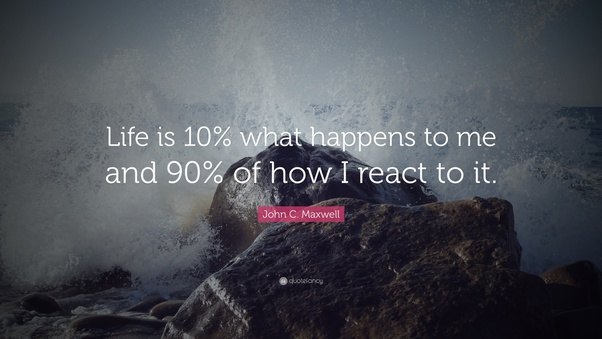 Life is 10% what happens to me
and 90% of how I react to it.
John C. Maxwell
quotefancy